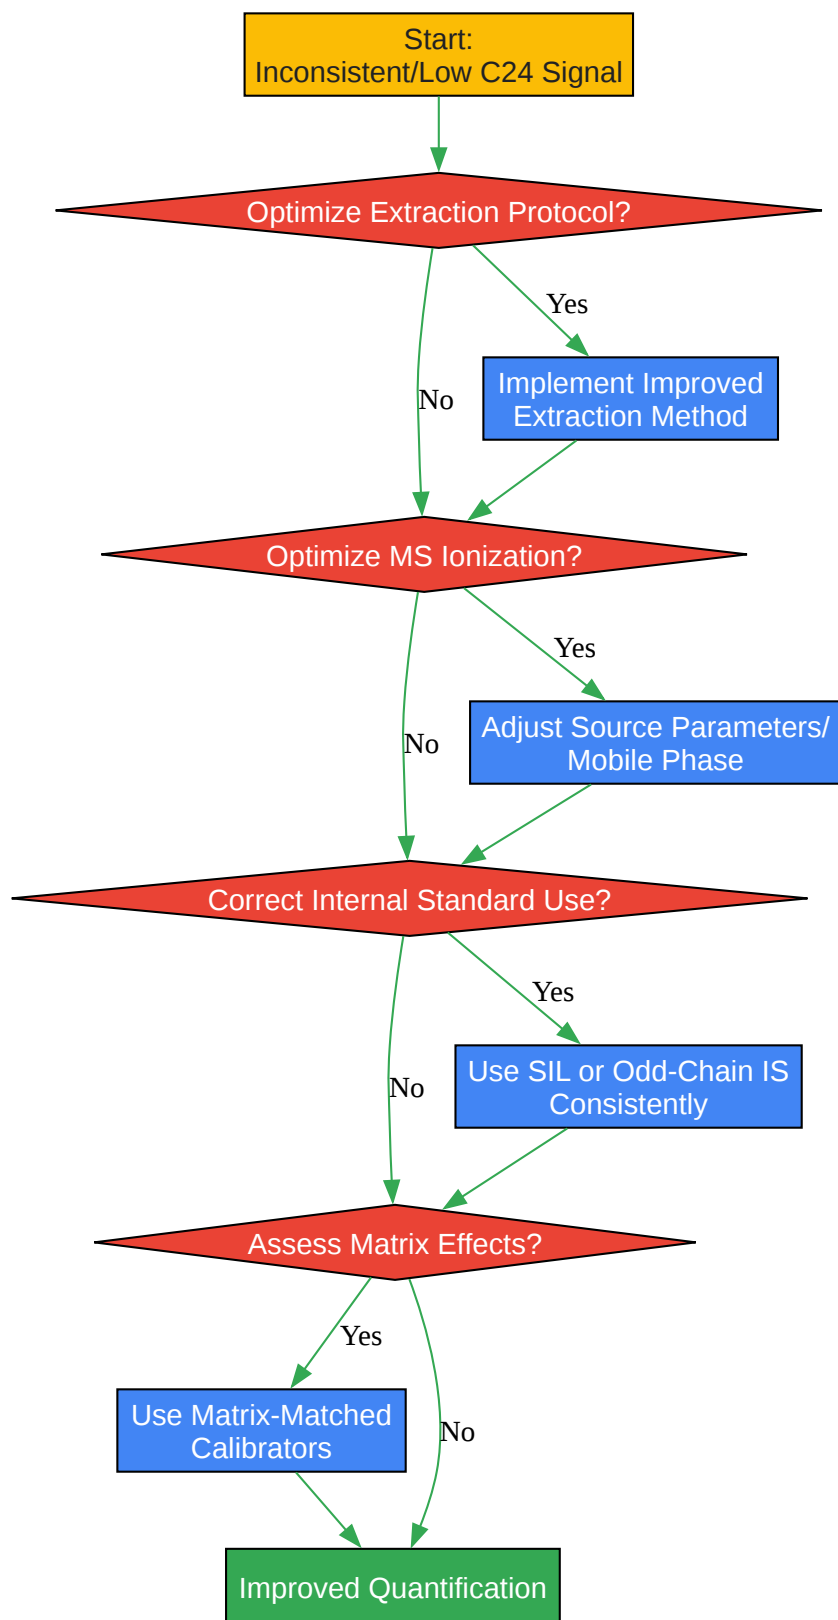 Start:
Inconsistent/Low C24 Signal
Optimize Extraction Protocol?
Yes
Implement Improved
Extraction Method
No
Optimize MS Ionization?
Yes
Adjust Source Parameters/
Mobile Phase
No
Correct Internal Standard Use?
Yes
Use SIL or Odd-Chain IS
Consistently
No
Assess Matrix Effects?
Yes
Use Matrix-Matched
Calibrators
No
Improved Quantification